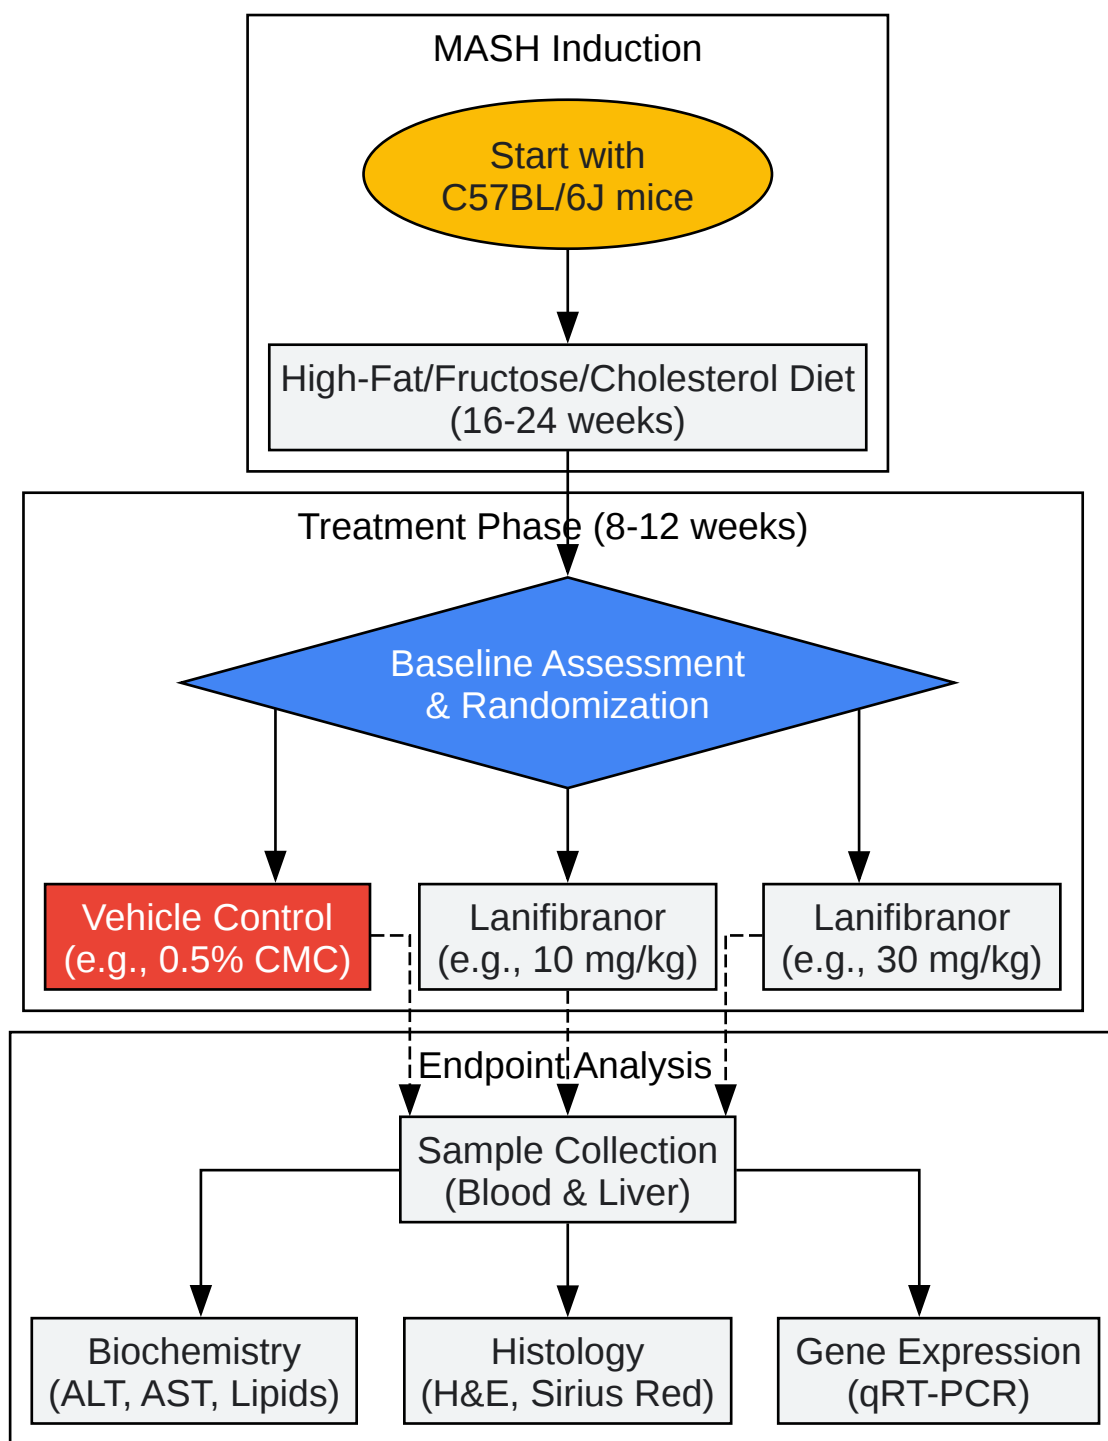 MASH Induction
Start with
C57BL/6J mice
High-Fat/Fructose/Cholesterol Diet
(16-24 weeks)
Treatment Phase (8-12 weeks)
Baseline Assessment
& Randomization
Vehicle Control
(e.g., 0.5% CMC)
Lanifibranor
(e.g., 10 mg/kg)
Lanifibranor
(e.g., 30 mg/kg)
Endpoint Analysis
Sample Collection
(Blood & Liver)
Biochemistry
(ALT, AST, Lipids)
Histology
(H&E, Sirius Red)
Gene Expression
(qRT-PCR)